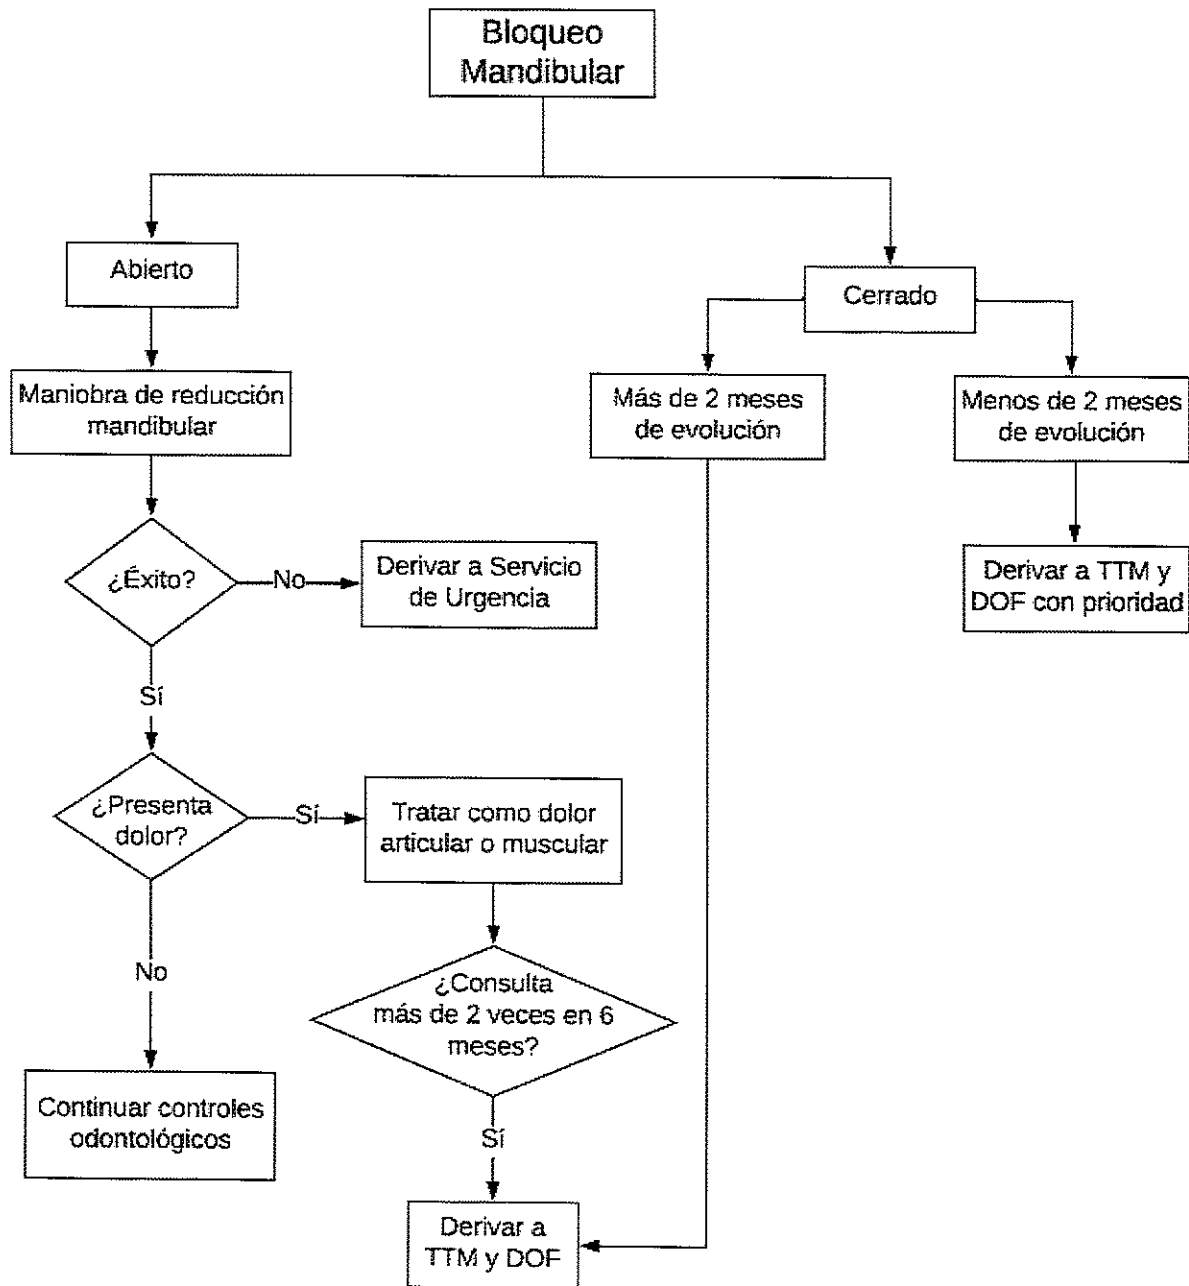 Bloqueo
Mandibular
Abierto
Cerrado
Maniobra de reducción
mandibular
Más de 2 meses
de evolución
Menos de 2 meses
de evolución
¿Éxito?
No
Derivar a Servicio
de Urgencia
Derivar a TTM y
DOF con prioridad
Sí
¿Presenta
dolor?
Sí
Tratar como dolor
articular o muscular
No
¿Consulta
más de 2 veces en 6
meses?
Continuar controles
odontológicos
Sí
Derivar a
TTM y DOF